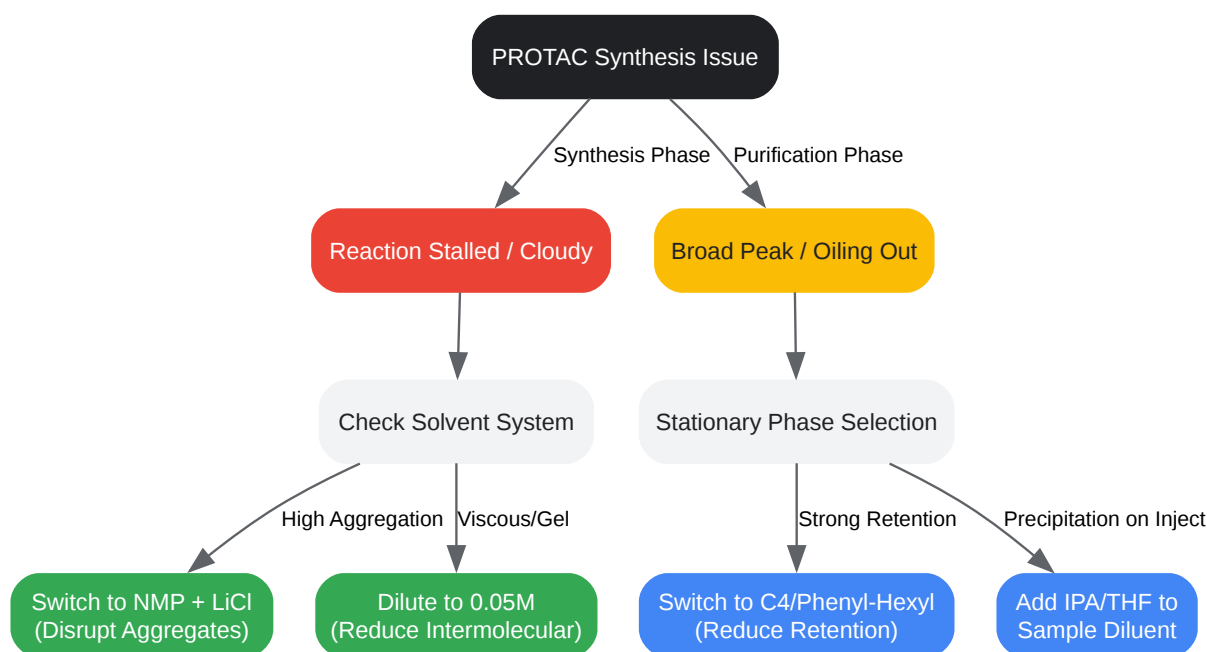 PROTAC Synthesis Issue
Synthesis Phase
Purification Phase
Reaction Stalled / Cloudy
Broad Peak / Oiling Out
Check Solvent System
Stationary Phase Selection
High Aggregation
Viscous/Gel
Strong Retention
Precipitation on Inject
Switch to NMP + LiCl
(Disrupt Aggregates)
Dilute to 0.05M
(Reduce Intermolecular)
Switch to C4/Phenyl-Hexyl
(Reduce Retention)
Add IPA/THF to
Sample Diluent